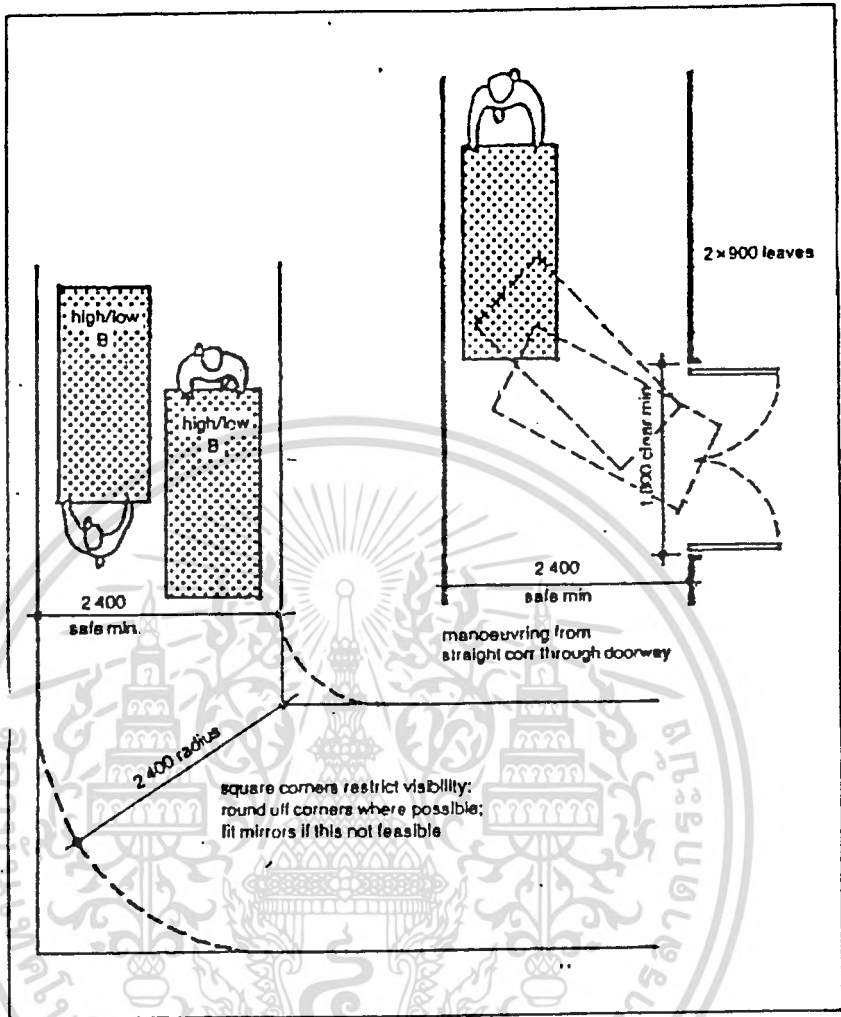 2×900 leaves
high/low
B
high/low
B
1,800 clear min
2 400
safe min
2 400
safe min.
manoeuvring from
straight corr through doorway
2 400 radius
square corners restrict visibility:
round off corners where possible;
fit mirrors if this not feasible